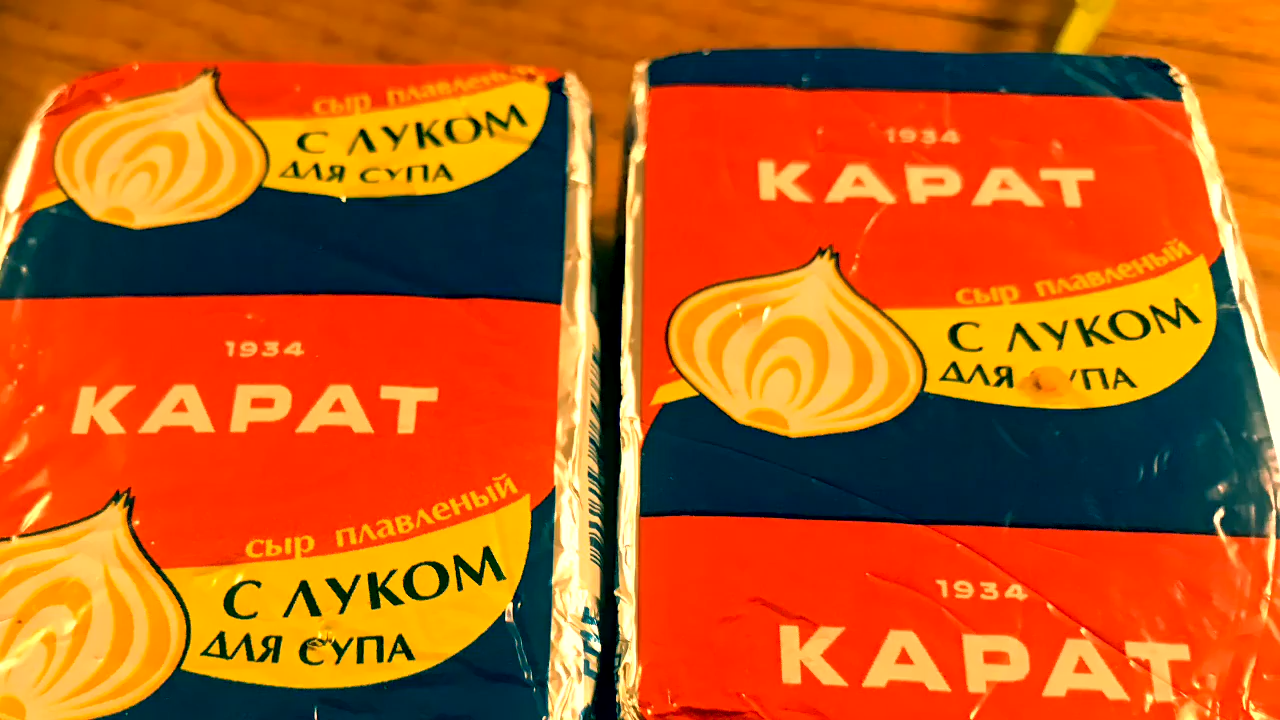 сыр плавленый
С ЛУКОМ
ДЛЯ СУПА
1934
КАРАТ
сыр плавленый
С ЛУКОМ
ДЛЯ СУПА
1934
КАРАТ
сыр плавленый
С ЛУКОМ
ДЛЯ
1934
КАРАТ